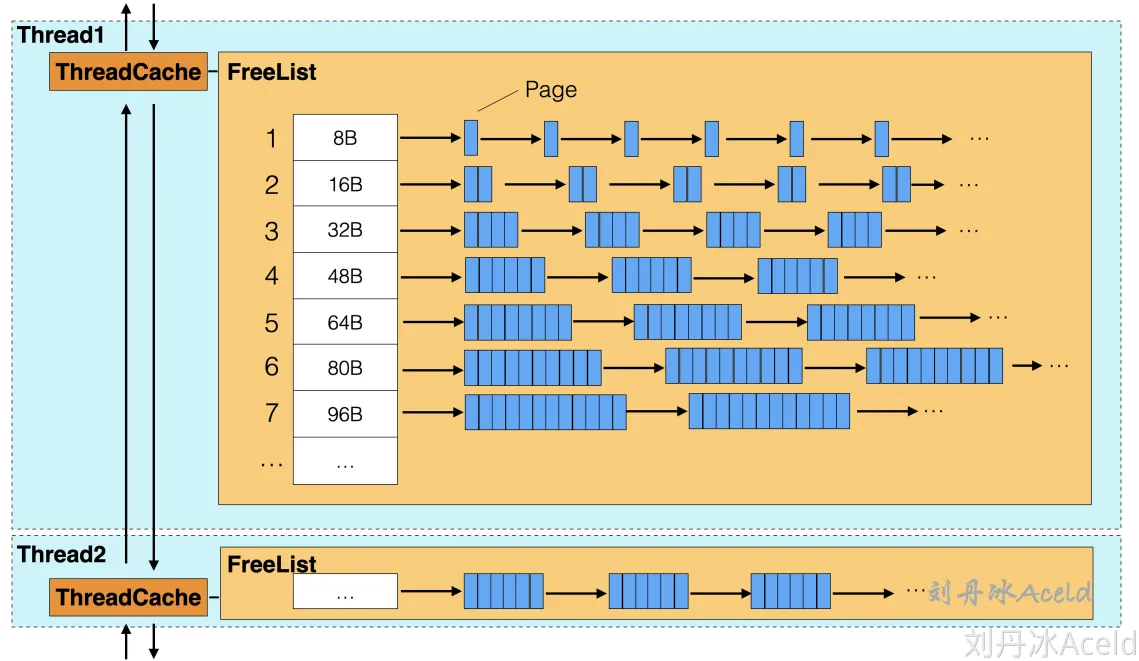 Thread1
ThreadCache
FreeList
Page
1 8B ...
2 16B ...
3 32B ...
4 48B ...
5 64B ...
6 80B ...
7 96B ...
... ...
Thread2
ThreadCache
FreeList
... ...
刘丹冰Aceld
刘丹冰Aceld